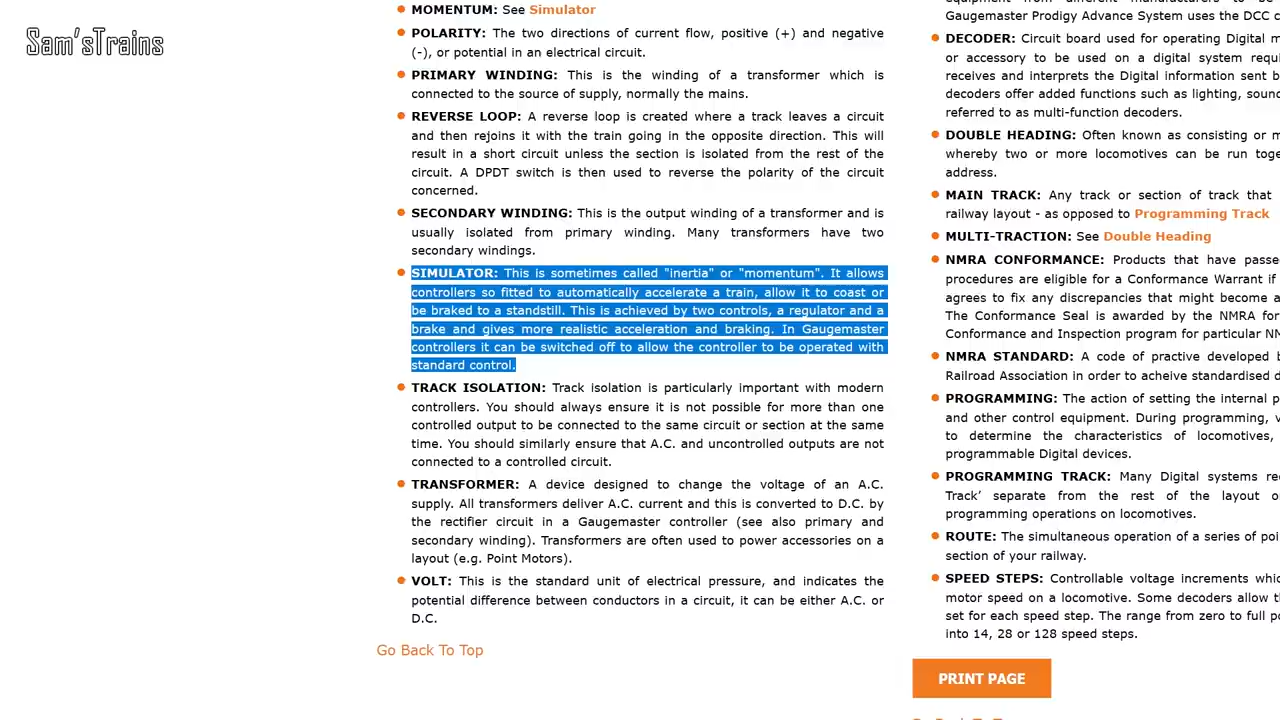 Sam'sTrains
MOMENTUM: See Simulator
POLARITY: The two directions of current flow, positive (+) and negative
(-), or potential in an electrical circuit.
PRIMARY WINDING: This is the winding of a transformer which is
connected to the source of supply, normally the mains.
REVERSE LOOP: A reverse loop is created where a track leaves a circuit
and then rejoins it with the train going in the opposite direction. This will
result in a short circuit unless the section is isolated from the rest of the
circuit. A DPDT switch is then used to reverse the polarity of the circuit
concerned.
SECONDARY WINDING: This is the output winding of a transformer and is
usually isolated from primary winding. Many transformers have two
secondary windings.
SIMULATOR: This is sometimes called "inertia" or "momentum". It allows
controllers so fitted to automatically accelerate a train, allow it to coast or
be braked to a standstill. This is achieved by two controls, a regulator and a
brake and gives more realistic acceleration and braking. In Gaugemaster
controllers it can be switched off to allow the controller to be operated with
standard control.
TRACK ISOLATION: Track isolation is particularly important with modern
controllers. You should always ensure it is not possible for more than one
controlled output to be connected to the same circuit or section at the same
time. You should similarly ensure that A.C. and uncontrolled outputs are not
connected to a controlled circuit.
TRANSFORMER: A device designed to change the voltage of an A.C.
supply. All transformers deliver A.C. current and this is converted to D.C. by
the rectifier circuit in a Gaugemaster controller (see also primary and
secondary winding). Transformers are often used to power accessories on a
layout (e.g. Point Motors).
VOLT: This is the standard unit of electrical pressure, and indicates the
potential difference between conductors in a circuit, it can be either A.C. or
D.C.
Go Back To Top
Gaugemaster Prodigy Advance System uses the DCC
DECODER: Circuit board used for operating Digital
or accessory to be used on a digital system
receives and interprets the Digital information sent
decoders offer added functions such as lighting,
referred to as multi-function decoders.
DOUBLE HEADING: Often known as consisting or
whereby two or more locomotives can be run
address.
MAIN TRACK: Any track or section of track that
railway layout - as opposed to Programming Track
MULTI-TRACTION: See Double Heading
NMRA CONFORMANCE: Products that have
procedures are eligible for a Conformance Warrant if
agrees to fix any discrepancies that might become a
The Conformance Seal is awarded by the NMRA for
Conformance and Inspection program for particular
NMRA STANDARD: A code of practive developed
Railroad Association in order to acheive standardised
PROGRAMMING: The action of setting the internal
and other control equipment. During programming,
to determine the characteristics of locomotives,
programmable Digital devices.
PROGRAMMING TRACK: Many Digital systems
Track’ separate from the rest of the layout
programming operations on locomotives.
ROUTE: The simultaneous operation of a series of
section of your railway.
SPEED STEPS: Controllable voltage increments
motor speed on a locomotive. Some decoders allow
set for each speed step. The range from zero to full
into 14, 28 or 128 speed steps.
PRINT PAGE